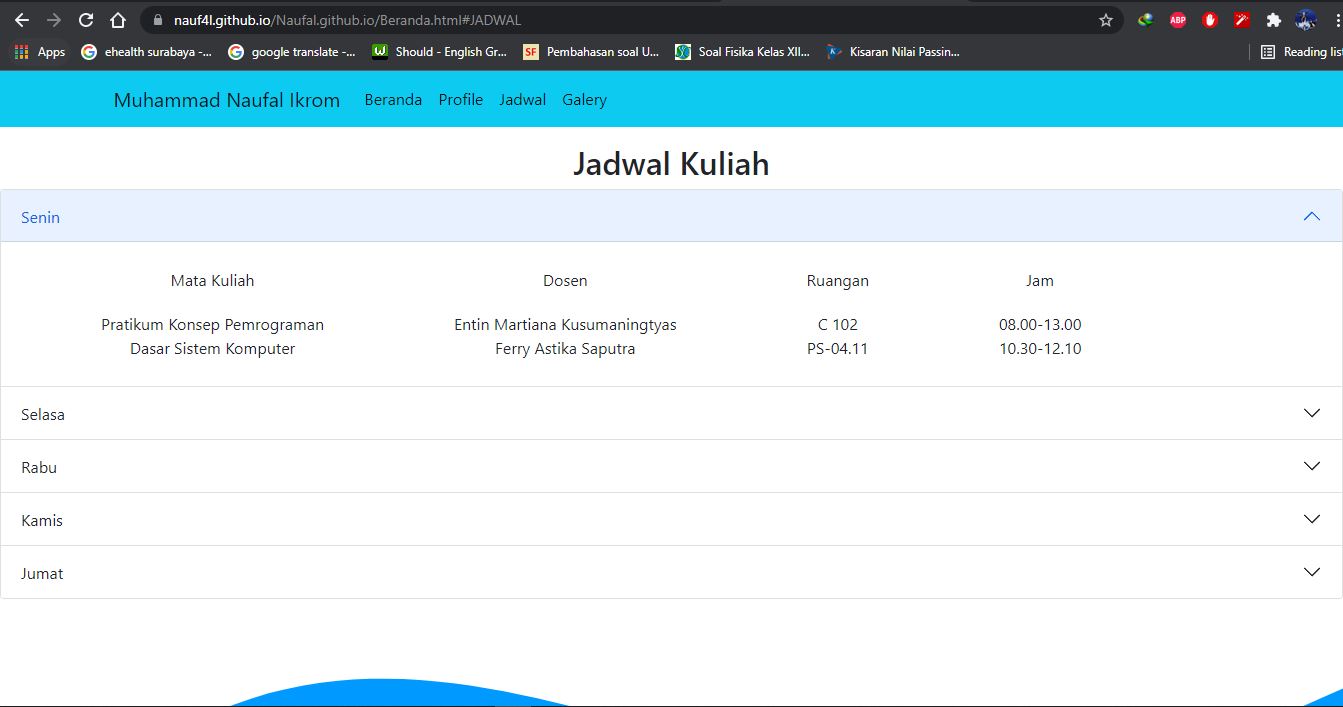 nauf4l.github.io/Naufal.github.io/Beranda.html#JADWAL
ABP
Apps ehealth surabaya -... google translate -... Should - English Gr... SF Pembahasan soal U... Soal Fisika Kelas XII... Kisaran Nilai Passin... Reading list
Muhammad Naufal Ikrom Beranda Profile Jadwal Galery
Jadwal Kuliah
Senin
Mata Kuliah Dosen Ruangan Jam
Pratikum Konsep Pemrograman Entin Martiana Kusumaningtyas C 102 08.00-13.00
Dasar Sistem Komputer Ferry Astika Saputra PS-04.11 10.30-12.10
Selasa
Rabu
Kamis
Jumat